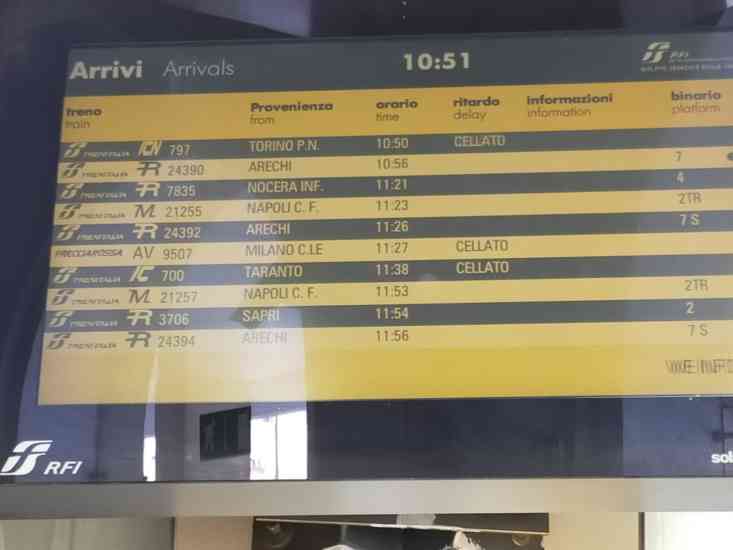 Arrivi Arrivals 10:51 RFI
treno Provenienza orario ritardo informazioni binario
train from time delay information platform
TRENITALIA ICN 797 TORINO P.N. 10:50 CELLATO
TRENITALIA R 24390 ARECHI 10:56 7
TRENITALIA R 7835 NOCERA INF. 11:21 4
TRENITALIA M 21255 NAPOLI C. F. 11:23 2TR
TRENITALIA R 24392 ARECHI 11:26 7 S
FRECCIAROSSA AV 9507 MILANO C.LE 11:27 CELLATO
TRENITALIA IC 700 TARANTO 11:38 CELLATO
TRENITALIA M 21257 NAPOLI C. F. 11:53 2TR
TRENITALIA R 3706 SAPRI 11:54 2
TRENITALIA R 24394 ARECHI 11:56 7 S
RFI